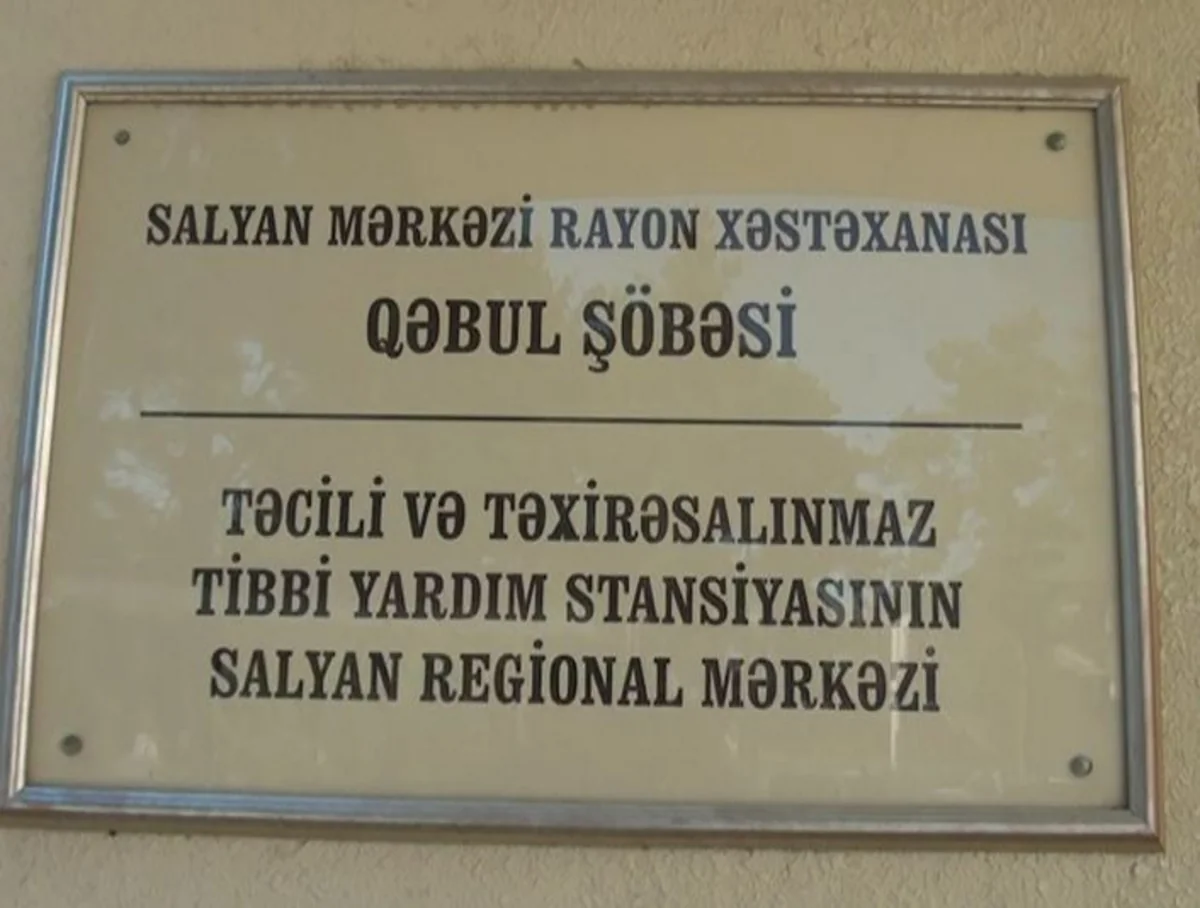 SALYAN MƏRKƏZİ RAYON XƏSTƏXANASI
QƏBUL ŞÖBƏSİ
TƏCİLİ VƏ TƏXİRƏSALINMAZ
TİBBİ YARDIM STANSİYASININ
SALYAN REGİONAL MƏRKƏZİ